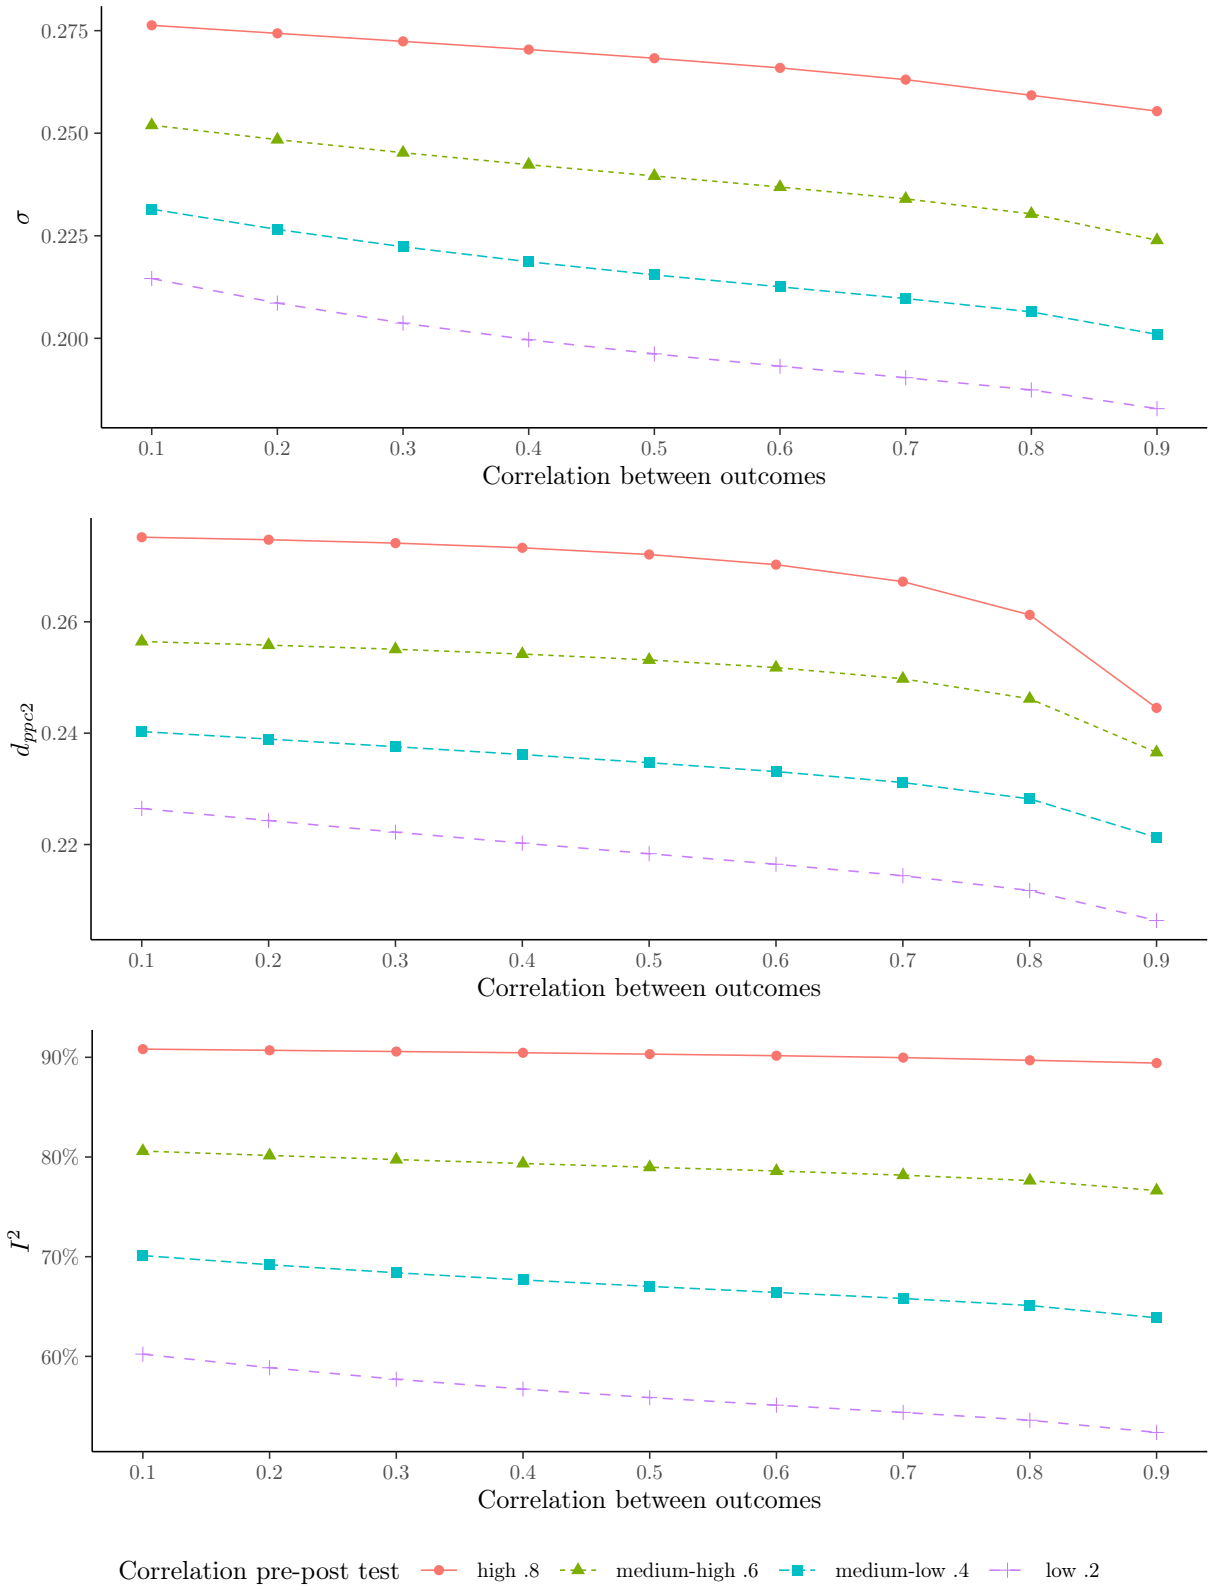 0.275
0.250
0.225
0.200
σ
0.1 0.2 0.3 0.4 0.5 0.6 0.7 0.8 0.9
Correlation between outcomes
0.26
0.24
0.22
d_{ppc2}
0.1 0.2 0.3 0.4 0.5 0.6 0.7 0.8 0.9
Correlation between outcomes
90%
80%
70%
60%
I^2
0.1 0.2 0.3 0.4 0.5 0.6 0.7 0.8 0.9
Correlation between outcomes
Correlation pre-post test high .8 medium-high .6 medium-low .4 low .2